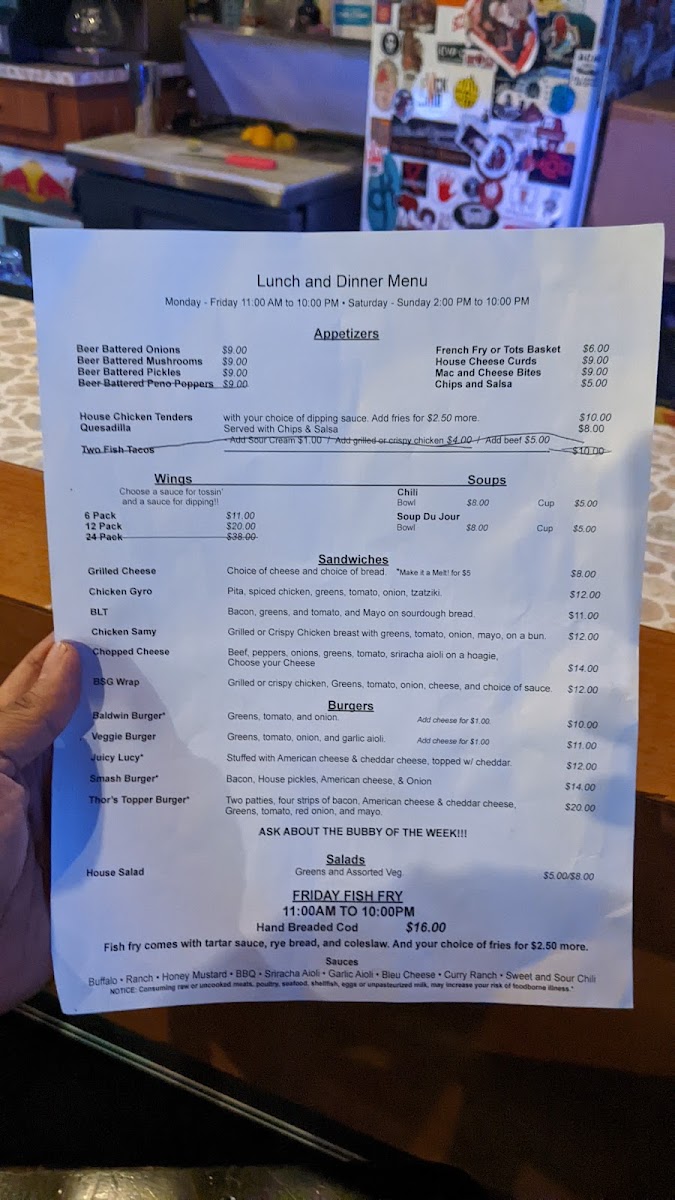 Lunch and Dinner Menu
Monday - Friday 11:00 AM to 10:00 PM • Saturday - Sunday 2:00 PM to 10:00 PM
Appetizers
Beer Battered Onions $9.00
Beer Battered Mushrooms $9.00
Beer Battered Pickles $9.00
Beer Battered Peno Poppers $9.00
French Fry or Tots Basket $6.00
House Cheese Curds $9.00
Mac and Cheese Bites $9.00
Chips and Salsa $5.00
House Chicken Tenders with your choice of dipping sauce. Add fries for $2.50 more. $10.00
Quesadilla Served with Chips & Salsa $8.00
Add Sour Cream $1.00 / Add grilled or crispy chicken $4.00 / Add beef $5.00
Two Fish Tacos $10.00
Wings
Choose a sauce for tossin'
and a sauce for dipping!!
6 Pack $11.00
12 Pack $20.00
24 Pack $38.00
Soups
Chili
Bowl $8.00 Cup $5.00
Soup Du Jour
Bowl $8.00 Cup $5.00
Sandwiches
Grilled Cheese Choice of cheese and choice of bread. *Make it a Melt! for $5 $8.00
Chicken Gyro Pita, spiced chicken, greens, tomato, onion, tzatziki. $12.00
BLT Bacon, greens, and tomato, and Mayo on sourdough bread. $11.00
Chicken Samy Grilled or Crispy Chicken breast with greens, tomato, onion, mayo, on a bun. $12.00
Chopped Cheese Beef, peppers, onions, greens, tomato, sriracha aioli on a hoagie,
Choose your Cheese $14.00
BSG Wrap Grilled or crispy chicken, Greens, tomato, onion, cheese, and choice of sauce. $12.00
Burgers
Baldwin Burger* Greens, tomato, and onion. Add cheese for $1.00 $10.00
Veggie Burger Greens, tomato, onion, and garlic aioli. Add cheese for $1.00 $11.00
Juicy Lucy* Stuffed with American cheese & cheddar cheese, topped w/ cheddar. $12.00
Smash Burger* Bacon, House pickles, American cheese, & Onion $14.00
Thor's Topper Burger* Two patties, four strips of bacon, American cheese & cheddar cheese, $20.00
Greens, tomato, red onion, and mayo.
ASK ABOUT THE BUBBY OF THE WEEK!!!
Salads
House Salad Greens and Assorted Veg. $5.00/$8.00
FRIDAY FISH FRY
11:00AM TO 10:00PM
Hand Breaded Cod $16.00
Fish fry comes with tartar sauce, rye bread, and coleslaw. And your choice of fries for $2.50 more.
Sauces
Buffalo • Ranch • Honey Mustard • BBQ • Sriracha Aioli • Garlic Aioli • Bleu Cheese • Curry Ranch • Sweet and Sour Chili
NOTICE: Consuming raw or uncooked meats, poultry, seafood, shellfish, eggs or unpasteurized milk, may increase your risk of foodborne illness.*